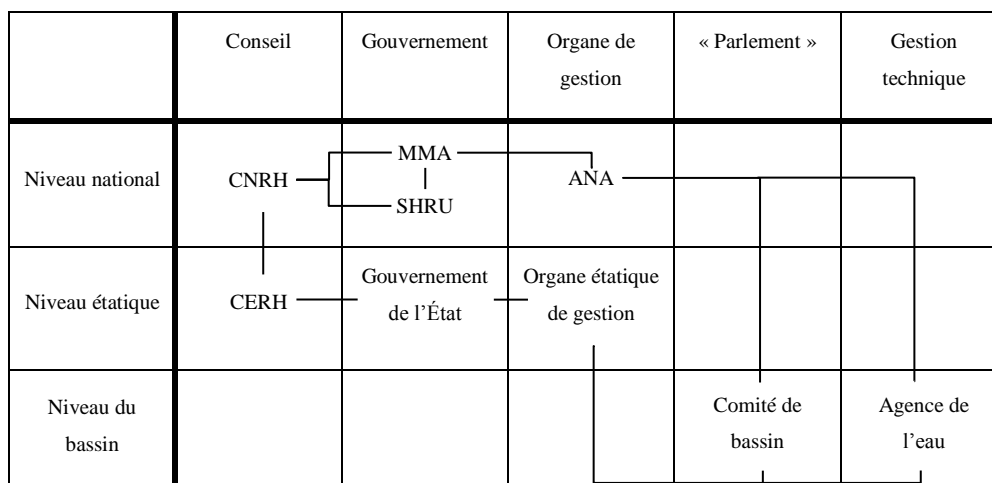 Conseil
Gouvernement
Organe de
gestion
« Parlement »
Gestion
technique
Niveau national
CNRH
MMA
SHRU
ANA
Niveau étatique
CERH
Gouvernement
de l’État
Organe étatique
de gestion
Niveau du
bassin
Comité de
bassin
Agence de
l’eau